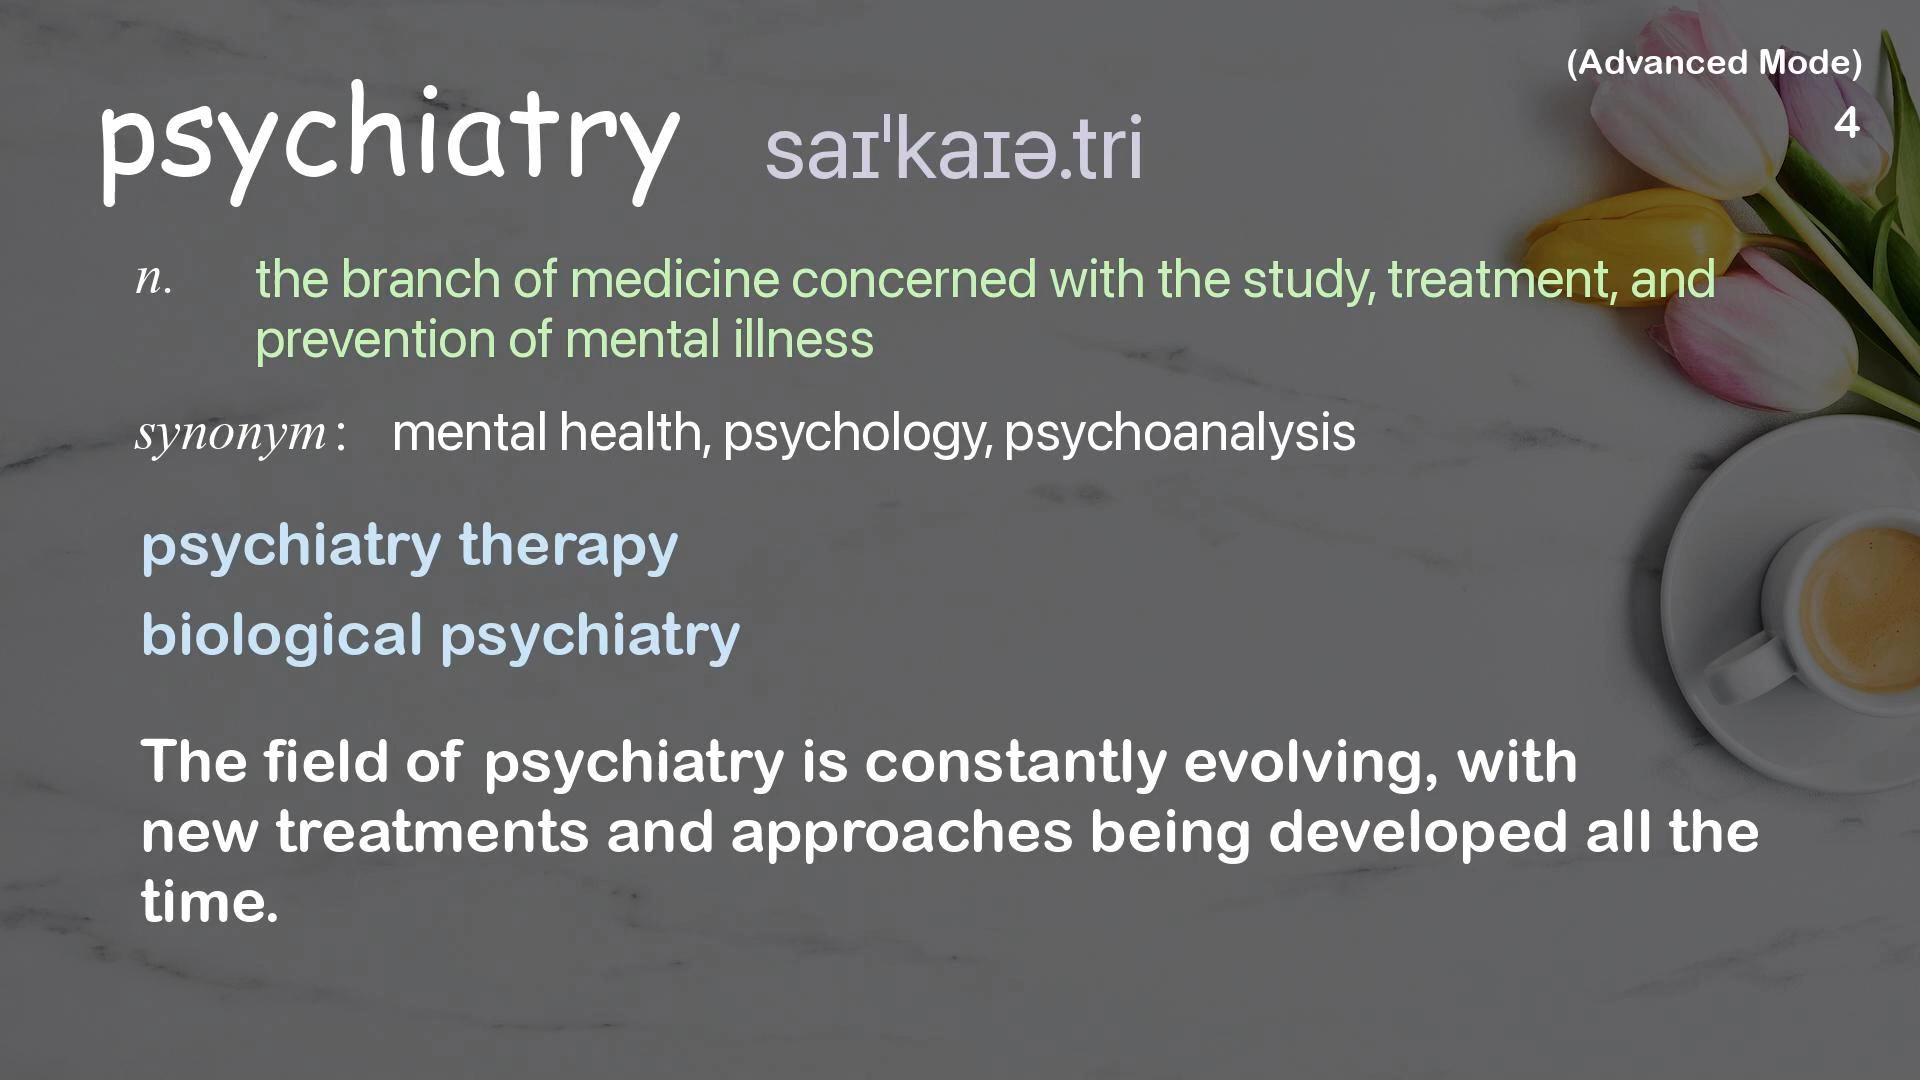 (Advanced Mode)
psychiatry saɪˈkaɪə.tri
4
n. the branch of medicine concerned with the study, treatment, and
prevention of mental illness
synonym: mental health, psychology, psychoanalysis
psychiatry therapy
biological psychiatry
The field of psychiatry is constantly evolving, with
new treatments and approaches being developed all the
time.